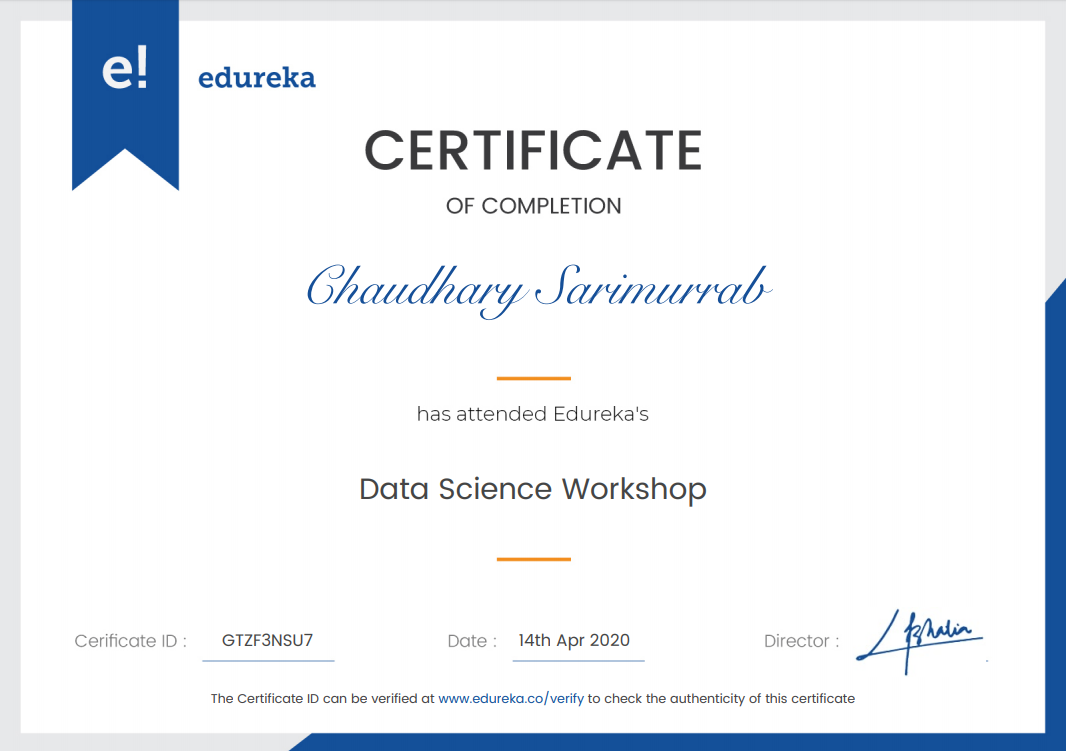 e!
edureka
CERTIFICATE
OF COMPLETION
Chaudhary Sarimurrab
has attended Edureka's
Data Science Workshop
Cerificate ID : GTZF3NSU7 Date : 14th Apr 2020 Director :
The Certificate ID can be verified at www.edureka.co/verify to check the authenticity of this certificate